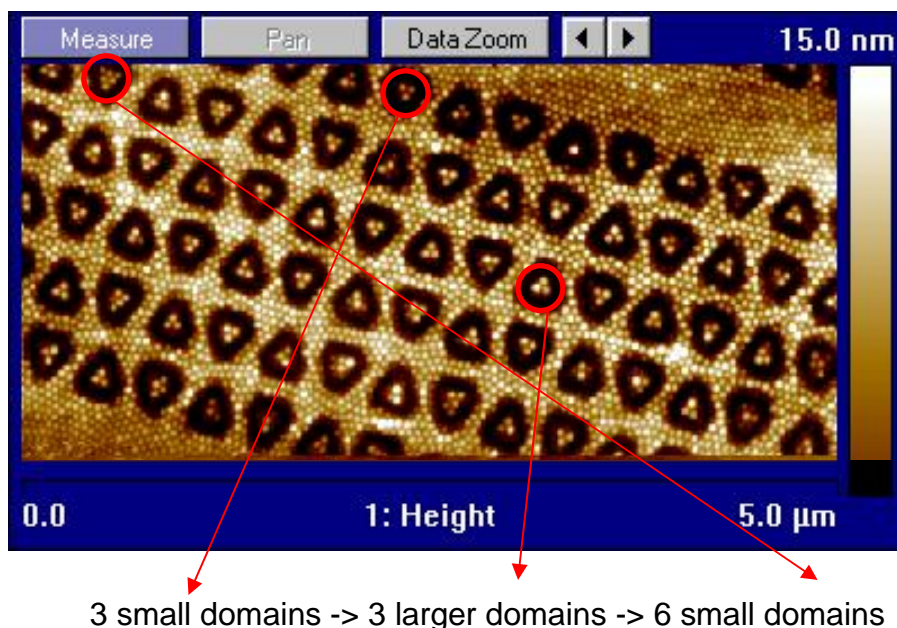 Measure Pan Data Zoom 15.0 nm
0.0 1: Height 5.0 µm
3 small domains -> 3 larger domains -> 6 small domains